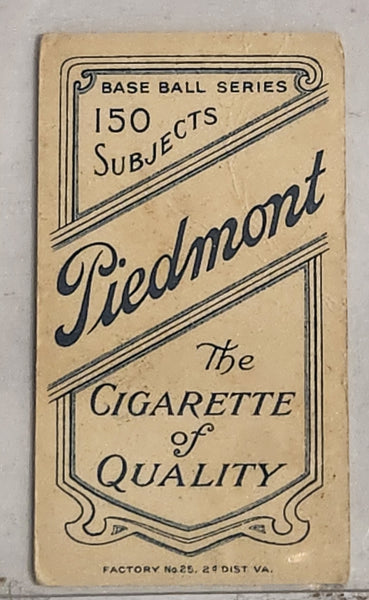 BASE BALL SERIES
150
SUBJECTS
Piedmont
The
CIGARETTE
of
QUALITY
FACTORY No 25. 2d DIST VA.